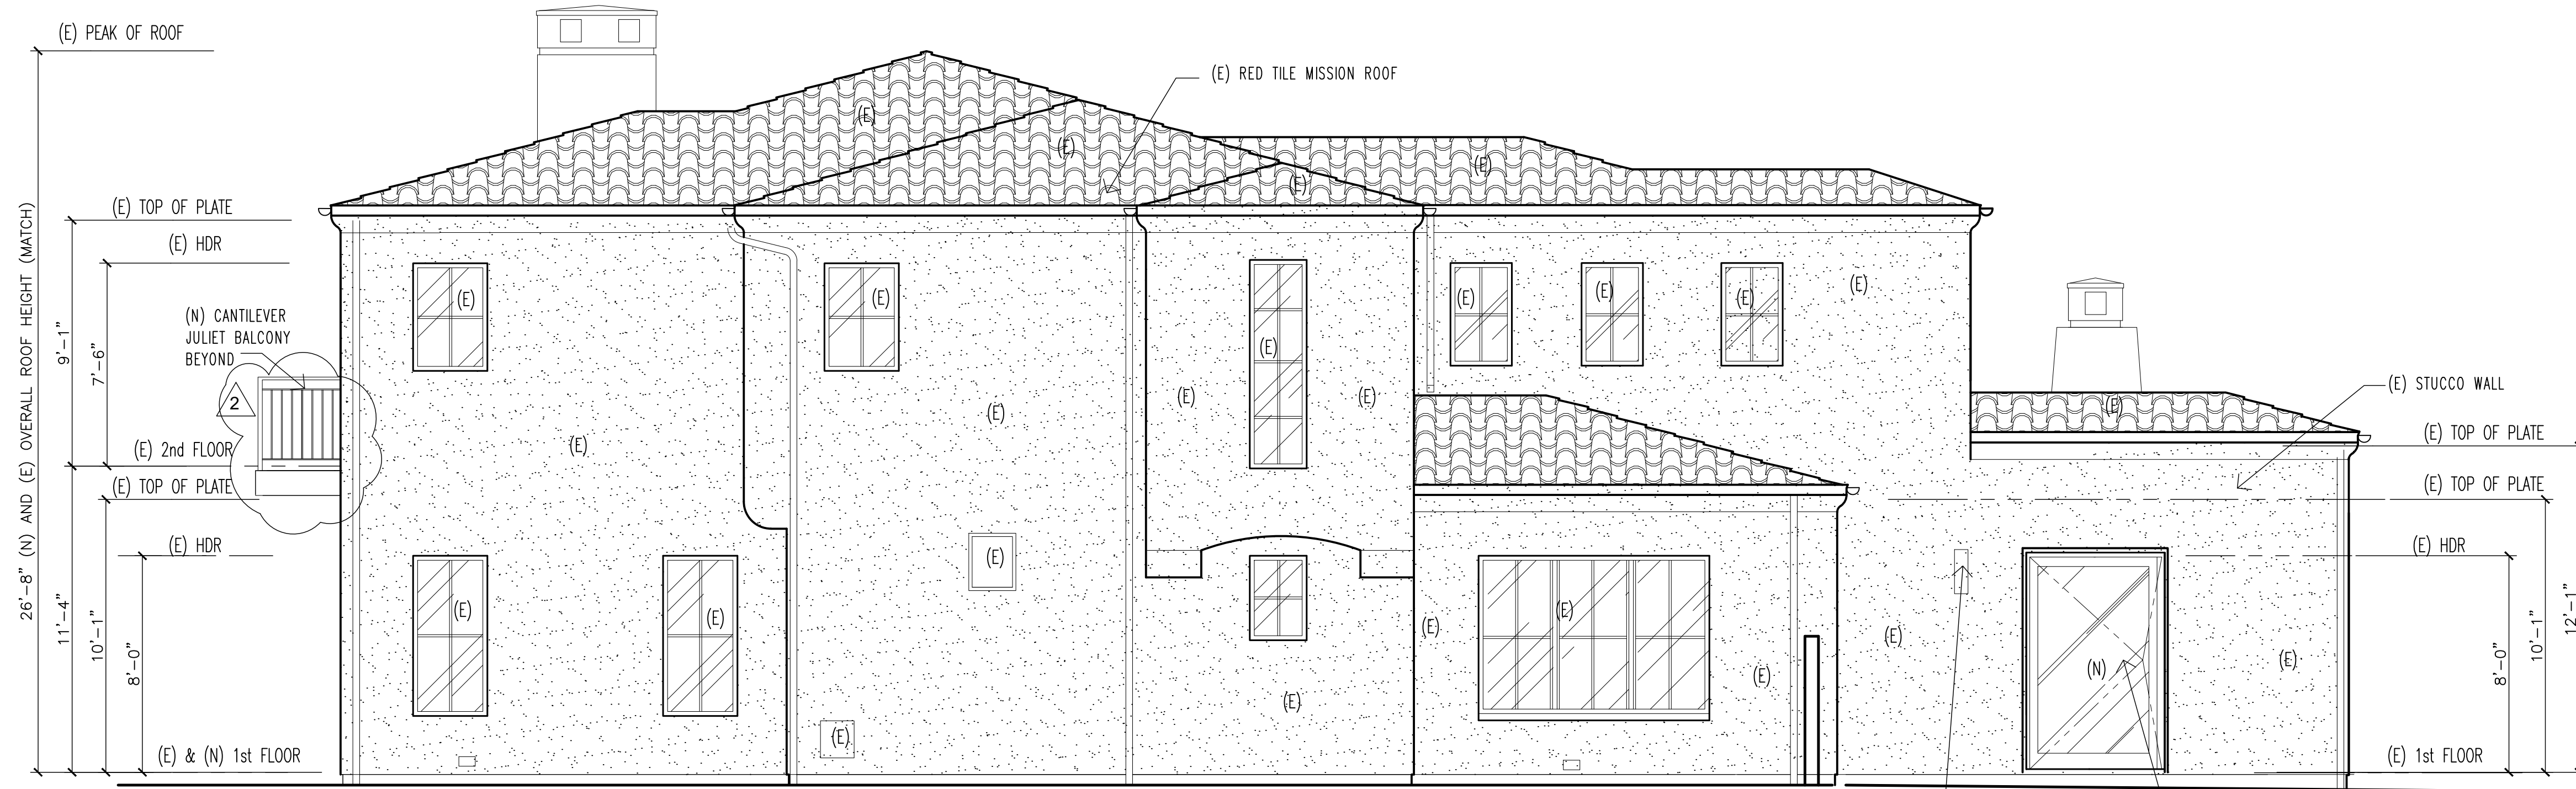 (E) PEAK OF ROOF
(E) RED TILE MISSION ROOF
(E)
(E)
(E)
(E)
(E) TOP OF PLATE
(E) HDR
26'-8" (N) AND (E) OVERALL ROOF HEIGHT (MATCH)
9'-1"
7'-6"
(N) CANTILEVER
JULIET BALCONY
BEYOND
2
(E)
(E)
(E)
(E)
(E)
(E)
(E)
(E)
(E)
(E)
(E)
(E)
(E)
(E) STUCCO WALL
(E) 2nd FLOOR
(E) TOP OF PLATE
(E) TOP OF PLATE
(E) TOP OF PLATE
(E) HDR
(E) HDR
11'-4"
10'-1"
8'-0"
(E)
(E)
(E)
(E)
(E)
(E)
(E)
(E)
(E)
(N)
(E)
(E)
8'-0"
10'-1"
12'-1"
(E) & (N) 1st FLOOR
(E) 1st FLOOR